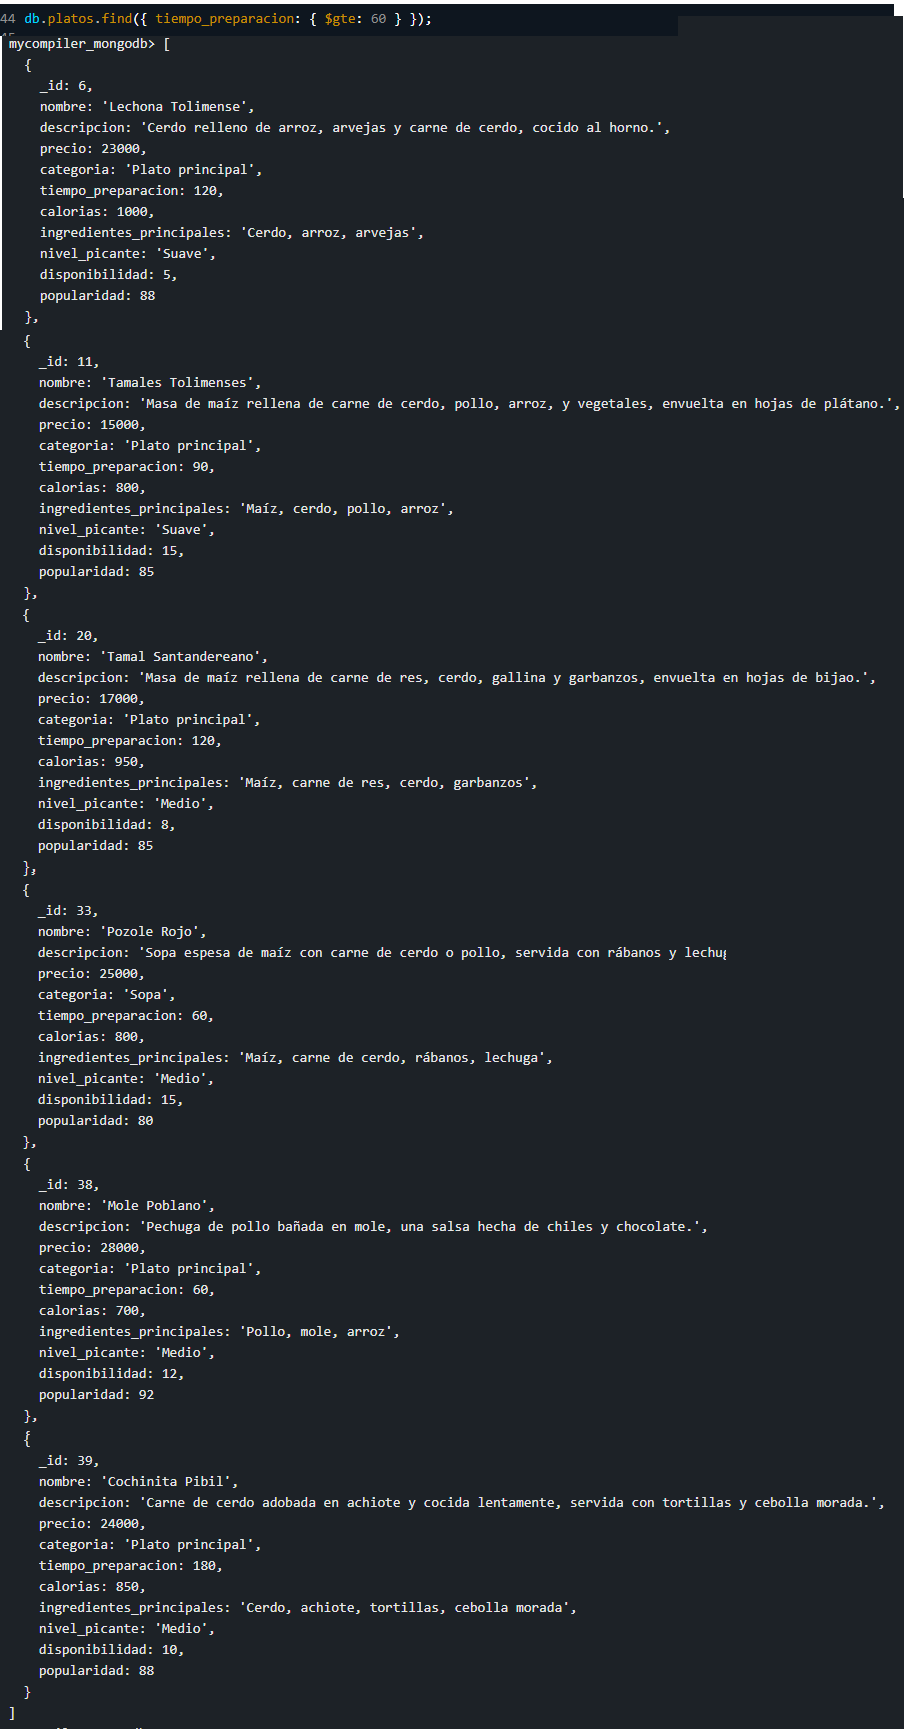 44 db.platos.find({ tiempo_preparacion: { $gte: 60 } });
mycompiler_mongodb> [
  {
    _id: 6,
    nombre: 'Lechona Tolimense',
    descripcion: 'Cerdo relleno de arroz, arvejas y carne de cerdo, cocido al horno.',
    precio: 23000,
    categoria: 'Plato principal',
    tiempo_preparacion: 120,
    calorias: 1000,
    ingredientes_principales: 'Cerdo, arroz, arvejas',
    nivel_picante: 'Suave',
    disponibilidad: 5,
    popularidad: 88
  },
  {
    _id: 11,
    nombre: 'Tamales Tolimenses',
    descripcion: 'Masa de maíz rellena de carne de cerdo, pollo, arroz, y vegetales, envuelta en hojas de plátano.',
    precio: 15000,
    categoria: 'Plato principal',
    tiempo_preparacion: 90,
    calorias: 800,
    ingredientes_principales: 'Maíz, cerdo, pollo, arroz',
    nivel_picante: 'Suave',
    disponibilidad: 15,
    popularidad: 85
  },
  {
    _id: 20,
    nombre: 'Tamal Santandereano',
    descripcion: 'Masa de maíz rellena de carne de res, cerdo, gallina y garbanzos, envuelta en hojas de bijao.',
    precio: 17000,
    categoria: 'Plato principal',
    tiempo_preparacion: 120,
    calorias: 950,
    ingredientes_principales: 'Maíz, carne de res, cerdo, garbanzos',
    nivel_picante: 'Medio',
    disponibilidad: 8,
    popularidad: 85
  },
  {
    _id: 33,
    nombre: 'Pozole Rojo',
    descripcion: 'Sopa espesa de maíz con carne de cerdo o pollo, servida con rábanos y
    precio: 25000,
    categoria: 'Sopa',
    tiempo_preparacion: 60,
    calorias: 800,
    ingredientes_principales: 'Maíz, carne de cerdo, rábanos, lechuga',
    nivel_picante: 'Medio',
    disponibilidad: 15,
    popularidad: 80
  },
  {
    _id: 38,
    nombre: 'Mole Poblano',
    descripcion: 'Pechuga de pollo bañada en mole, una salsa hecha de chiles y chocolate.',
    precio: 28000,
    categoria: 'Plato principal',
    tiempo_preparacion: 60,
    calorias: 700,
    ingredientes_principales: 'Pollo, mole, arroz',
    nivel_picante: 'Medio',
    disponibilidad: 12,
    popularidad: 92
  },
  {
    _id: 39,
    nombre: 'Cochinita Pibil',
    descripcion: 'Carne de cerdo adobada en achiote y cocida lentamente, servida con tortillas y cebolla morada.',
    precio: 24000,
    categoria: 'Plato principal',
    tiempo_preparacion: 180,
    calorias: 850,
    ingredientes_principales: 'Cerdo, achiote, tortillas, cebolla morada',
    nivel_picante: 'Medio',
    disponibilidad: 10,
    popularidad: 88
  }
]